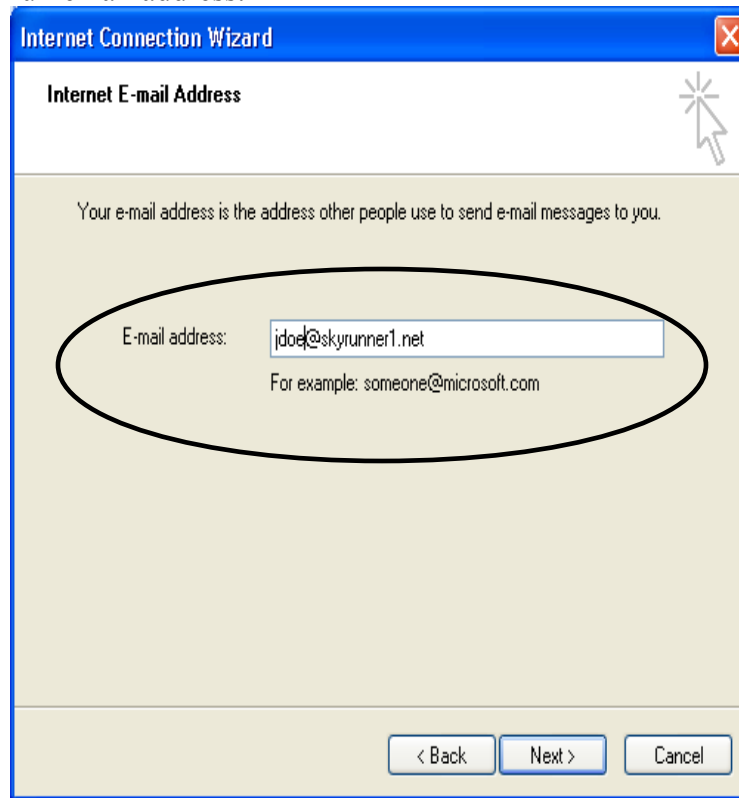 Internet Connection Wizard
Internet E-mail Address
Your e-mail address is the address other people use to send e-mail messages to you.
E-mail address: jdoe@skyrunner1.net
For example: someone@microsoft.com
< Back Next > Cancel